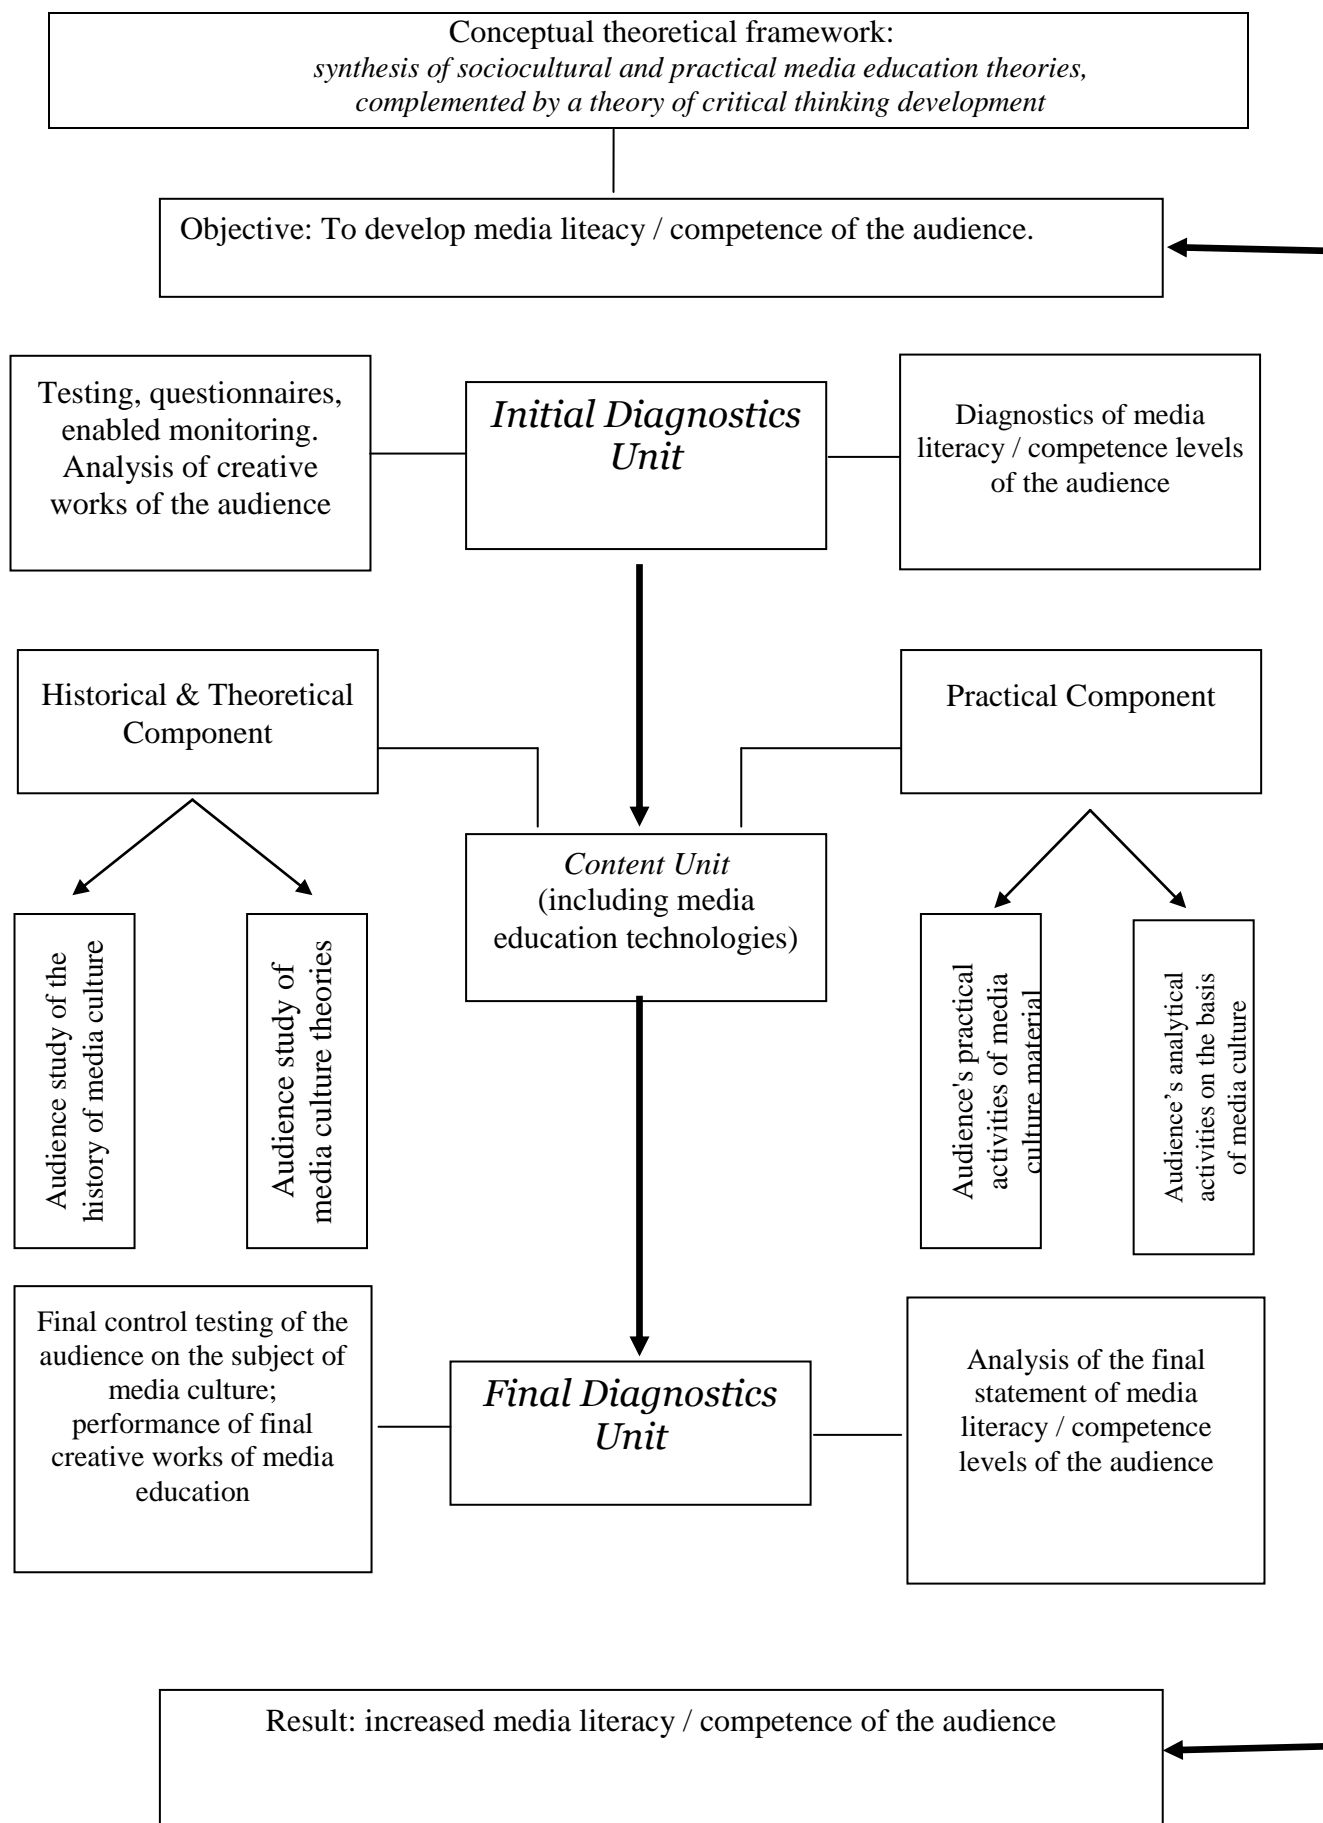 Conceptual theoretical framework:
synthesis of sociocultural and practical media education theories,
complemented by a theory of critical thinking development
Objective: To develop media liteacy / competence of the audience.
Testing, questionnaires,
enabled monitoring.
Analysis of creative
works of the audience
Initial Diagnostics
Unit
Diagnostics of media
literacy / competence levels
of the audience
Historical & Theoretical
Component
Practical Component
Content Unit
(including media
education technologies)
Audience study of the
history of media culture
Audience study of
media culture theories
Audience's practical
activities of media
culture material
Audience’s analytical
activities on the basis
of media culture
Final control testing of the
audience on the subject of
media culture;
performance of final
creative works of media
education
Final Diagnostics
Unit
Analysis of the final
statement of media
literacy / competence
levels of the audience
Result: increased media literacy / competence of the audience